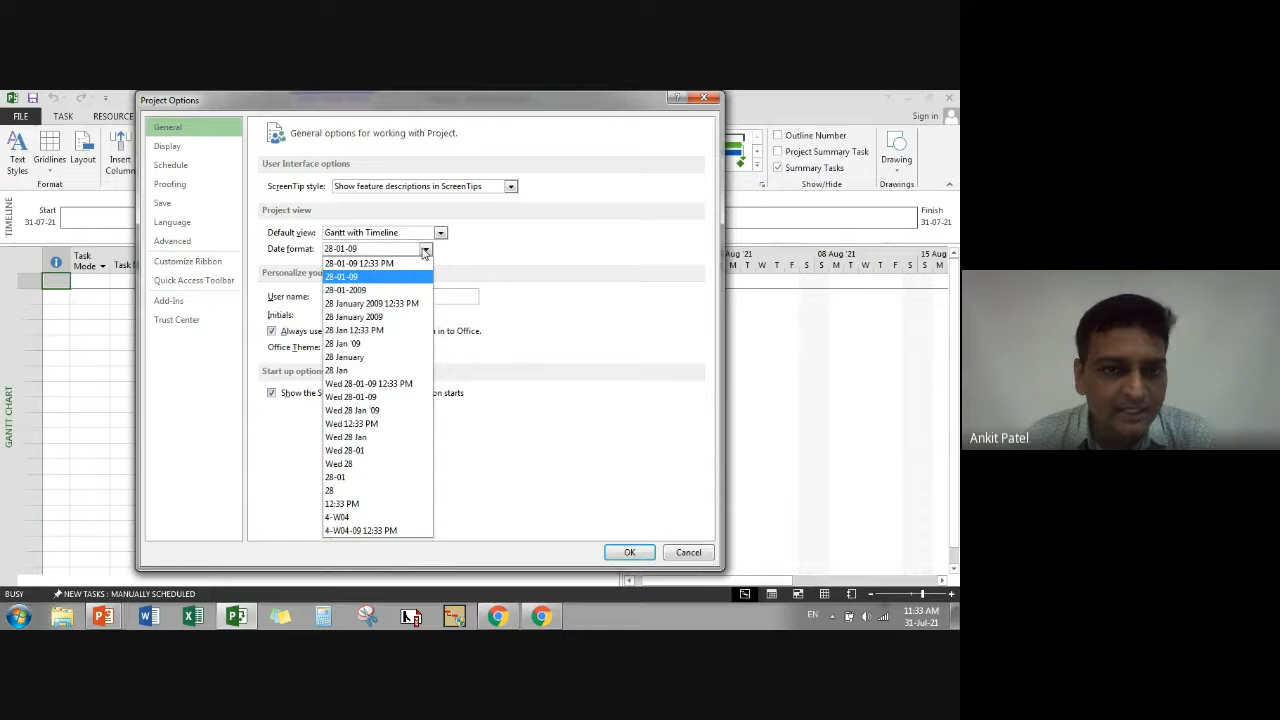 Project Options
?
FILE
TASK
RESOURCE
Sign in
Text Styles
Gridlines
Layout
Insert Column
Format
Outline Number
Project Summary Task
Summary Tasks
Show/Hide
Drawing
Drawings
General
Display
Schedule
Proofing
Save
Language
Advanced
Customize Ribbon
Quick Access Toolbar
Add-Ins
Trust Center
General options for working with Project.
User Interface options
ScreenTip style: Show feature descriptions in ScreenTips
Project view
Default view: Gantt with Timeline
Date format: 28-01-09
28-01-09 12:33 PM
28-01-09
28-01-2009
28 January 2009 12:33 PM
28 January 2009
28 Jan 12:33 PM
28 Jan '09
28 January
28 Jan
Wed 28-01-09 12:33 PM
Wed 28-01-09
Wed 28 Jan '09
Wed 12:33 PM
Wed 28 Jan
Wed 28-01
Wed 28
28-01
28
12:33 PM
4-W04
4-W04-09 12:33 PM
Personalize you
User name:
Initials:
Always use
n in to Office.
Office Theme:
Start up option
Show the S
on starts
OK
Cancel
TIMELINE
Start
31-07-21
Finish
31-07-21
GANTT CHART
Task Mode
Task
Aug '21
08 Aug '21
15 Aug
M T W T F S S M T W T F S S M
BUSY
NEW TASKS : MANUALLY SCHEDULED
EN
11:33 AM
31-Jul-21
Ankit Patel